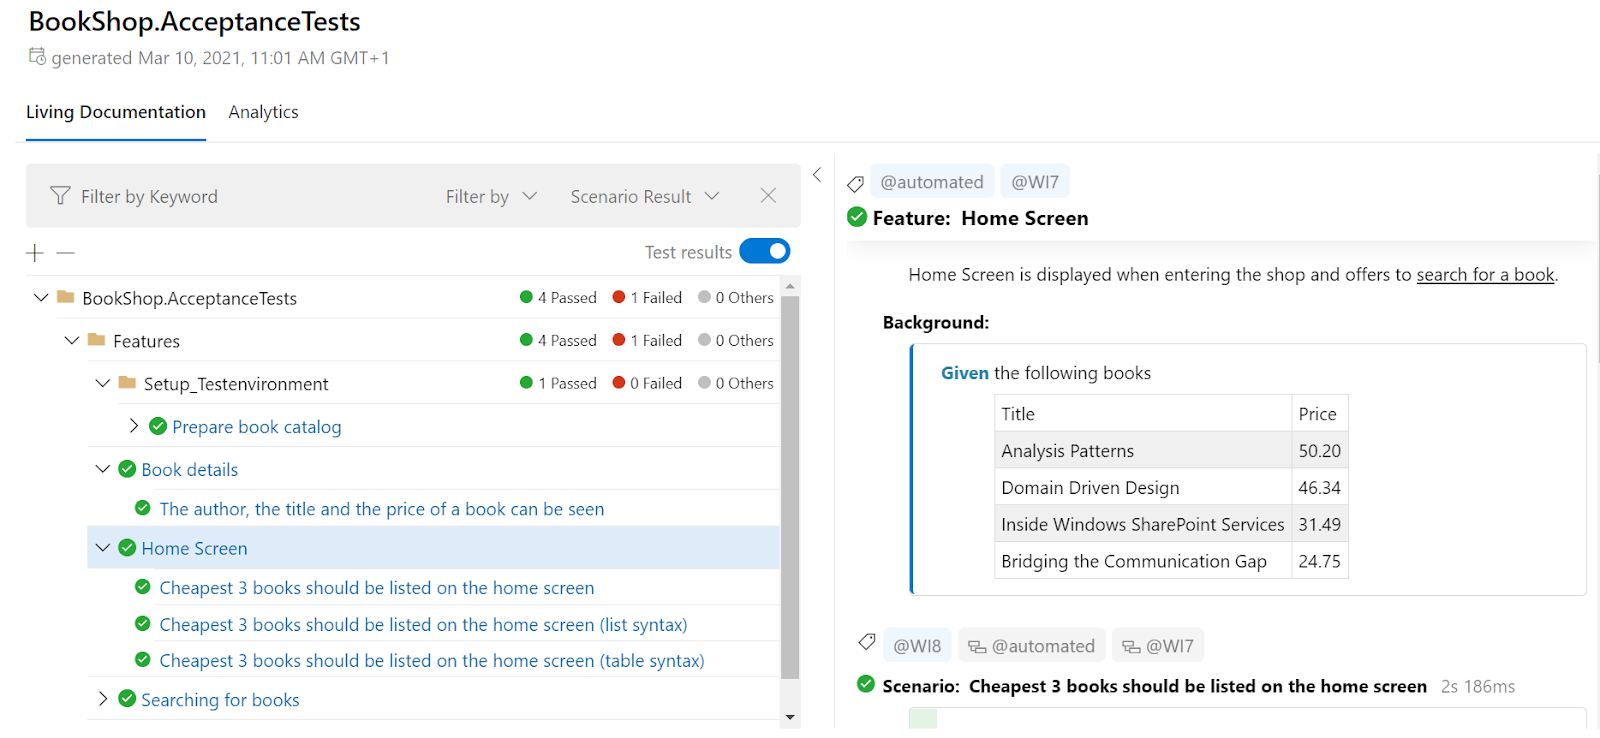 BookShop.AcceptanceTests
generated Mar 10, 2021, 11:01 AM GMT+1
Living Documentation Analytics
Filter by Keyword Filter by Scenario Result
Test results
BookShop.AcceptanceTests 4 Passed 1 Failed 0 Others
Features 4 Passed 1 Failed 0 Others
Setup_Testenvironment 1 Passed 0 Failed 0 Others
Prepare book catalog
Book details
The author, the title and the price of a book can be seen
Home Screen
Cheapest 3 books should be listed on the home screen
Cheapest 3 books should be listed on the home screen (list syntax)
Cheapest 3 books should be listed on the home screen (table syntax)
Searching for books
@automated @WI7
Feature: Home Screen
Home Screen is displayed when entering the shop and offers to search for a book.
Background:
Given the following books
Title Price
Analysis Patterns 50.20
Domain Driven Design 46.34
Inside Windows SharePoint Services 31.49
Bridging the Communication Gap 24.75
@WI8 @automated @WI7
Scenario: Cheapest 3 books should be listed on the home screen 2s 186ms